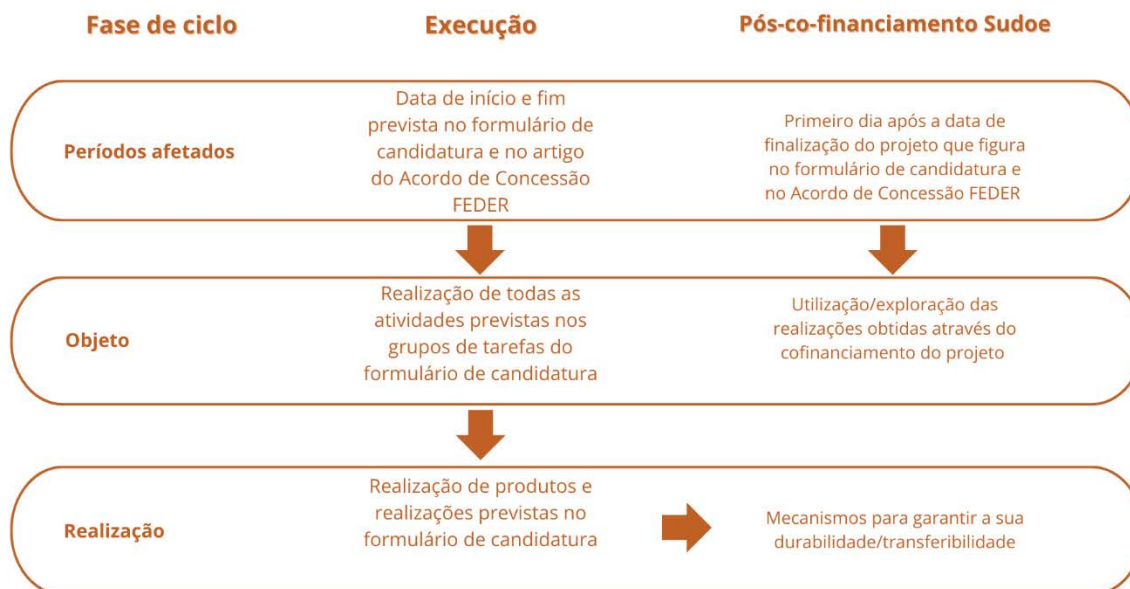 Fase de ciclo
Execução
Pós-co-financiamento Sudoe
Períodos afetados
Data de início e fim
prevista no formulário de
candidatura e no artigo
do Acordo de Concessão
FEDER
Primeiro dia após a data de
finalização do projeto que figura
no formulário de candidatura e
no Acordo de Concessão FEDER
Objeto
Realização de todas as
atividades previstas nos
grupos de tarefas do
formulário de candidatura
Utilização/exploração das
realizações obtidas através do
cofinanciamento do projeto
Realização
Realização de produtos e
realizações previstas no
formulário de candidatura
Mecanismos para garantir a sua
durabilidade/transferibilidade